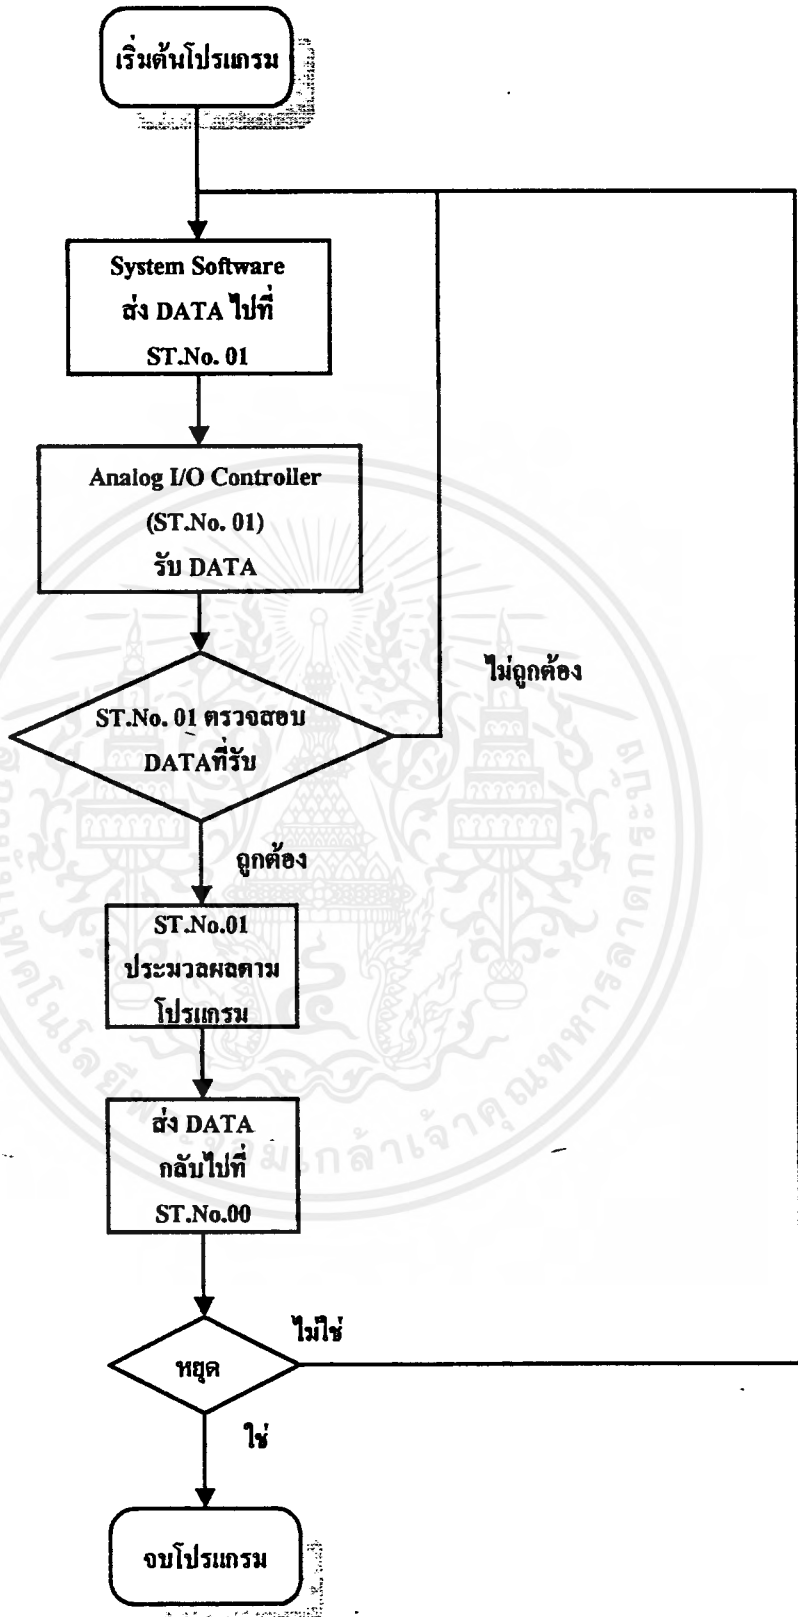 เริ่มต้นโปรแกรม
System Software
ส่ง DATA ไปที่
ST.No. 01
Analog I/O Controller
(ST.No. 01)
รับ DATA
ไม่ถูกต้อง
ST.No. 01 ตรวจสอบ
DATAที่รับ
ถูกต้อง
ST.No.01
ประมวลผลตาม
โปรแกรม
ส่ง DATA
กลับไปที่
ST.No.00
ไม่ใช่
หยุด
ใช่
จบโปรแกรม